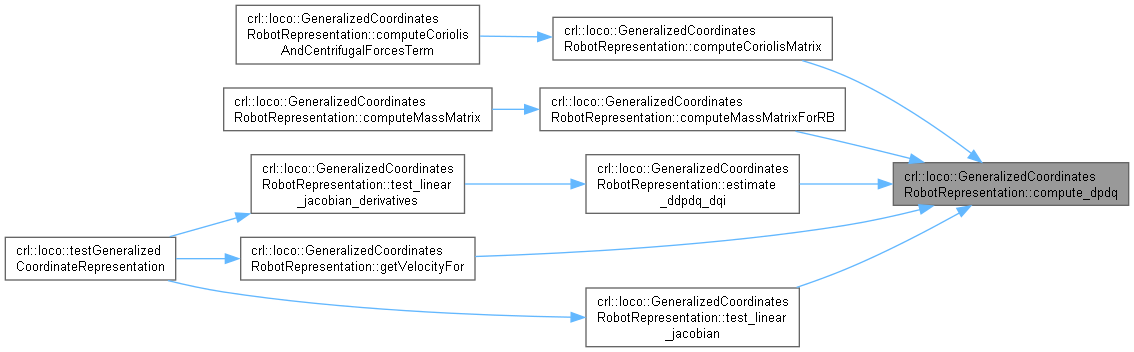 crl::loco::GeneralizedCoordinates
RobotRepresentation::computeCoriolis
AndCentrifugalForcesTerm
crl::loco::GeneralizedCoordinates
RobotRepresentation::computeCoriolisMatrix
crl::loco::GeneralizedCoordinates
RobotRepresentation::computeMassMatrix
crl::loco::GeneralizedCoordinates
RobotRepresentation::computeMassMatrixForRB
crl::loco::GeneralizedCoordinates
RobotRepresentation::test_linear
_jacobian_derivatives
crl::loco::GeneralizedCoordinates
RobotRepresentation::estimate
_ddpdq_dqi
crl::loco::GeneralizedCoordinates
RobotRepresentation::compute_dpdq
crl::loco::testGeneralized
CoordinateRepresentation
crl::loco::GeneralizedCoordinates
RobotRepresentation::getVelocityFor
crl::loco::GeneralizedCoordinates
RobotRepresentation::test_linear
_jacobian